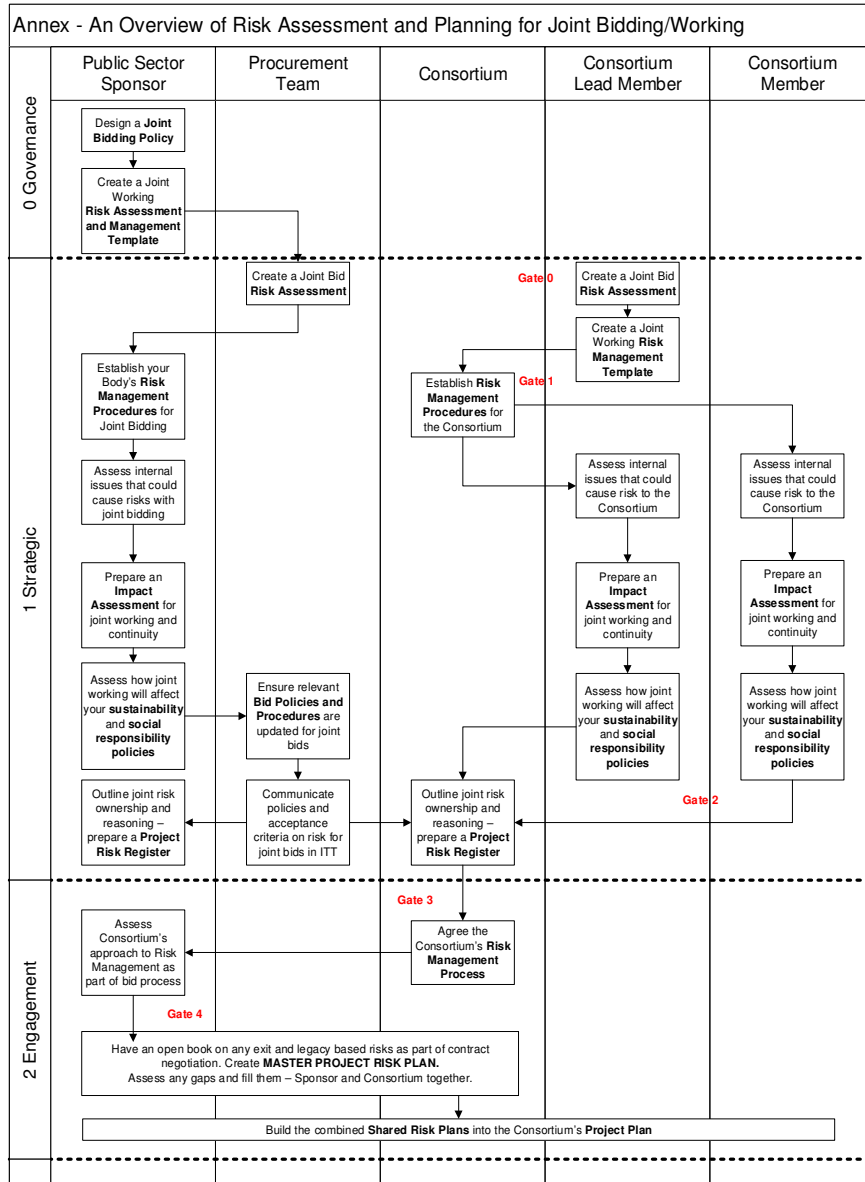 Annex - An Overview of Risk Assessment and Planning for Joint Bidding/Working
Public Sector
Sponsor
Procurement
Team
Consortium
Consortium
Lead Member
Consortium
Member
0 Governance
Design a Joint
Bidding Policy
Create a Joint
Working
Risk Assessment
and Management
Template
1 Strategic
Create a Joint Bid
Risk Assessment
Gate 0
Create a Joint Bid
Risk Assessment
Create a Joint
Working Risk
Management
Template
Establish your
Body's Risk
Management
Procedures for
Joint Bidding
Establish Risk
Management
Procedures for
the Consortium
Gate 1
Assess internal
issues that could
cause risks with
joint bidding
Assess internal
issues that could
cause risk to the
Consortium
Assess internal
issues that could
cause risk to the
Consortium
Prepare an
Impact
Assessment for
joint working and
continuity
Prepare an
Impact
Assessment for
joint working and
continuity
Prepare an
Impact
Assessment for
joint working and
continuity
Assess how joint
working will affect
your sustainability
and social
responsibility
policies
Ensure relevant
Bid Policies and
Procedures are
updated for joint
bids
Assess how joint
working will affect
your sustainability
and social
responsibility
policies
Assess how joint
working will affect
your sustainability
and social
responsibility
policies
Outline joint risk
ownership and
reasoning –
prepare a Project
Risk Register
Communicate
policies and
acceptance
criteria on risk for
joint bids in ITT
Outline joint risk
ownership and
reasoning –
prepare a Project
Risk Register
Gate 2
2 Engagement
Gate 3
Assess
Consortium's
approach to Risk
Management as
part of bid process
Agree the
Consortium's Risk
Management
Process
Gate 4
Have an open book on any exit and legacy based risks as part of contract
negotiation. Create MASTER PROJECT RISK PLAN.
Assess any gaps and fill them – Sponsor and Consortium together.
Build the combined Shared Risk Plans into the Consortium's Project Plan